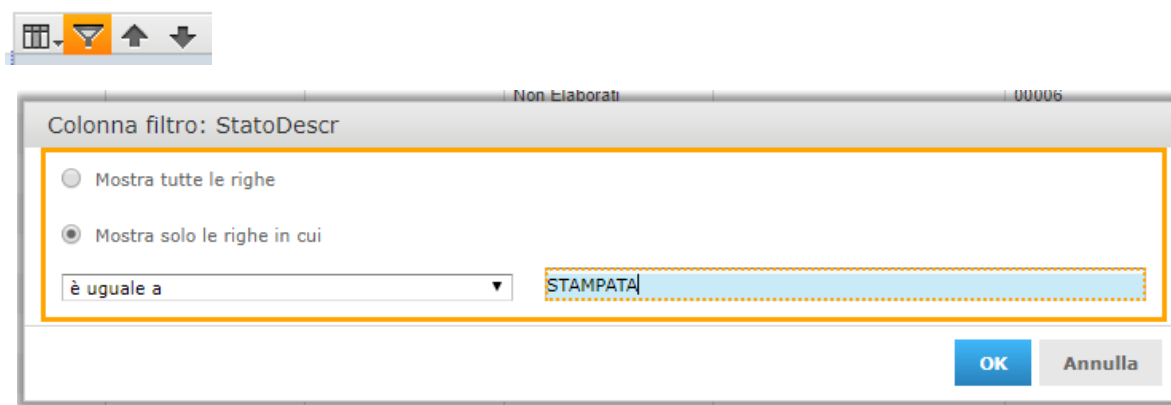 Non Elaborati 00006
Colonna filtro: StatoDescr
Mostra tutte le righe
Mostra solo le righe in cui
è uguale a STAMPATA
OK Annulla